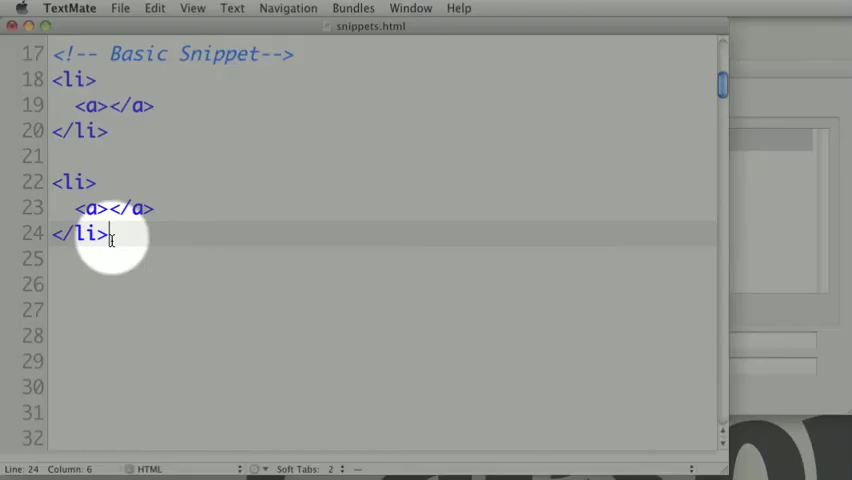 TextMate File Edit View Text Navigation Bundles Window Help
snippets.html
17 <!-- Basic Snippet-->
18 <li>
19 <a></a>
20 </li>
21
22 <li>
23 <a></a>
24 </li>
25
26
27
28
29
30
31
32
Line: 24 Column: 6 HTML Soft Tabs: 2 —